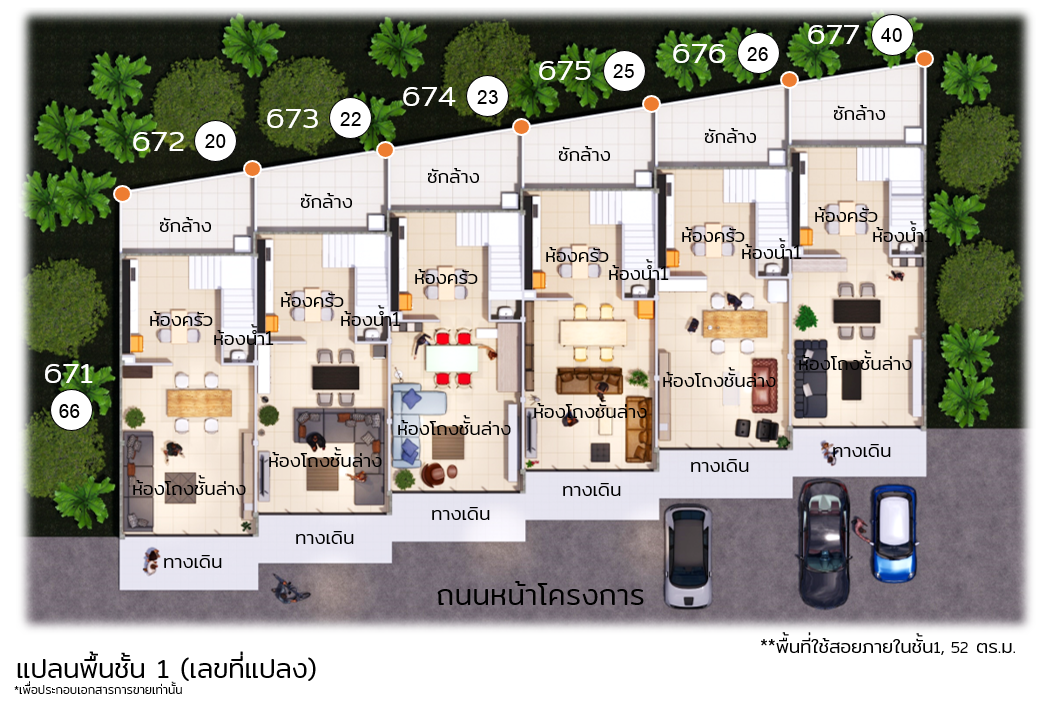 677 40
676 26
675 25
674 23
673 22
672 20
671
66
ซักล้าง
ซักล้าง
ซักล้าง
ซักล้าง
ซักล้าง
ซักล้าง
ห้องครัว
ห้องน้ำ1
ห้องครัว
ห้องน้ำ1
ห้องครัว
ห้องน้ำ1
ห้องครัว
ห้องครัว
ห้องน้ำ1
ห้องครัว
ห้องน้ำ1
ห้องโถงชั้นล่าง
ห้องโถงชั้นล่าง
ห้องโถงชั้นล่าง
ห้องโถงชั้นล่าง
ห้องโถงชั้นล่าง
ห้องโถงชั้นล่าง
ทางเดิน
ทางเดิน
ทางเดิน
ทางเดิน
ทางเดิน
ทางเดิน
ถนนหน้าโครงการ
**พื้นที่ใช้สอยภายในชั้น1, 52 ตร.ม.
แปลนพื้นชั้น 1 (เลขที่แปลง)
*เพื่อประกอบเอกสารการขายเท่านั้น